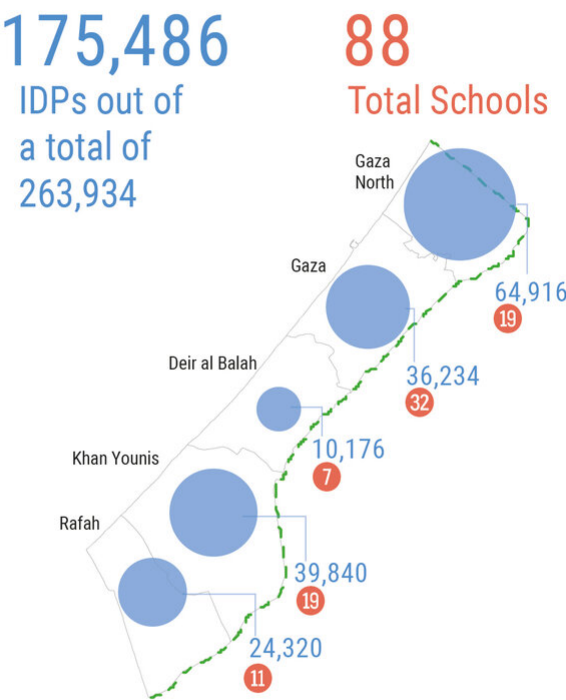 175,486
IDPs out of
a total of
263,934
88
Total Schools
Gaza
North
64,916
19
Gaza
36,234
32
Deir al Balah
10,176
7
Khan Younis
39,840
19
Rafah
24,320
11